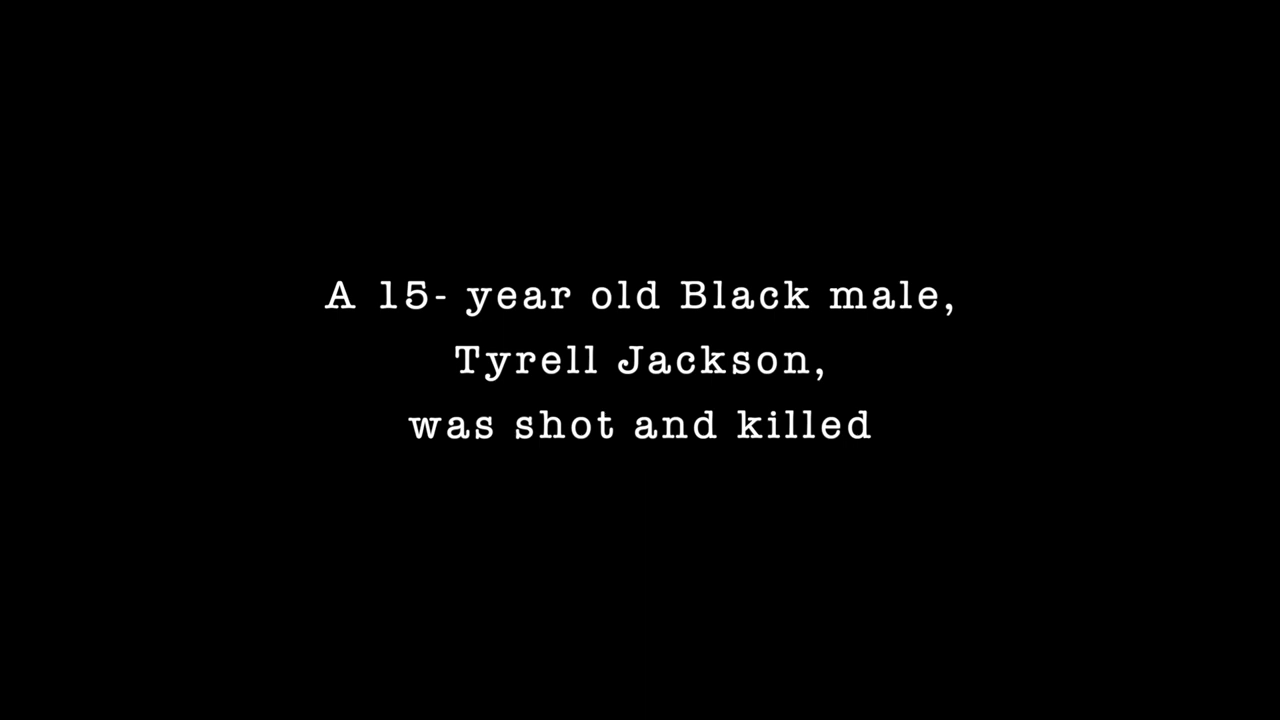 A 15- year old Black male,
Tyrell Jackson,
was shot and killed